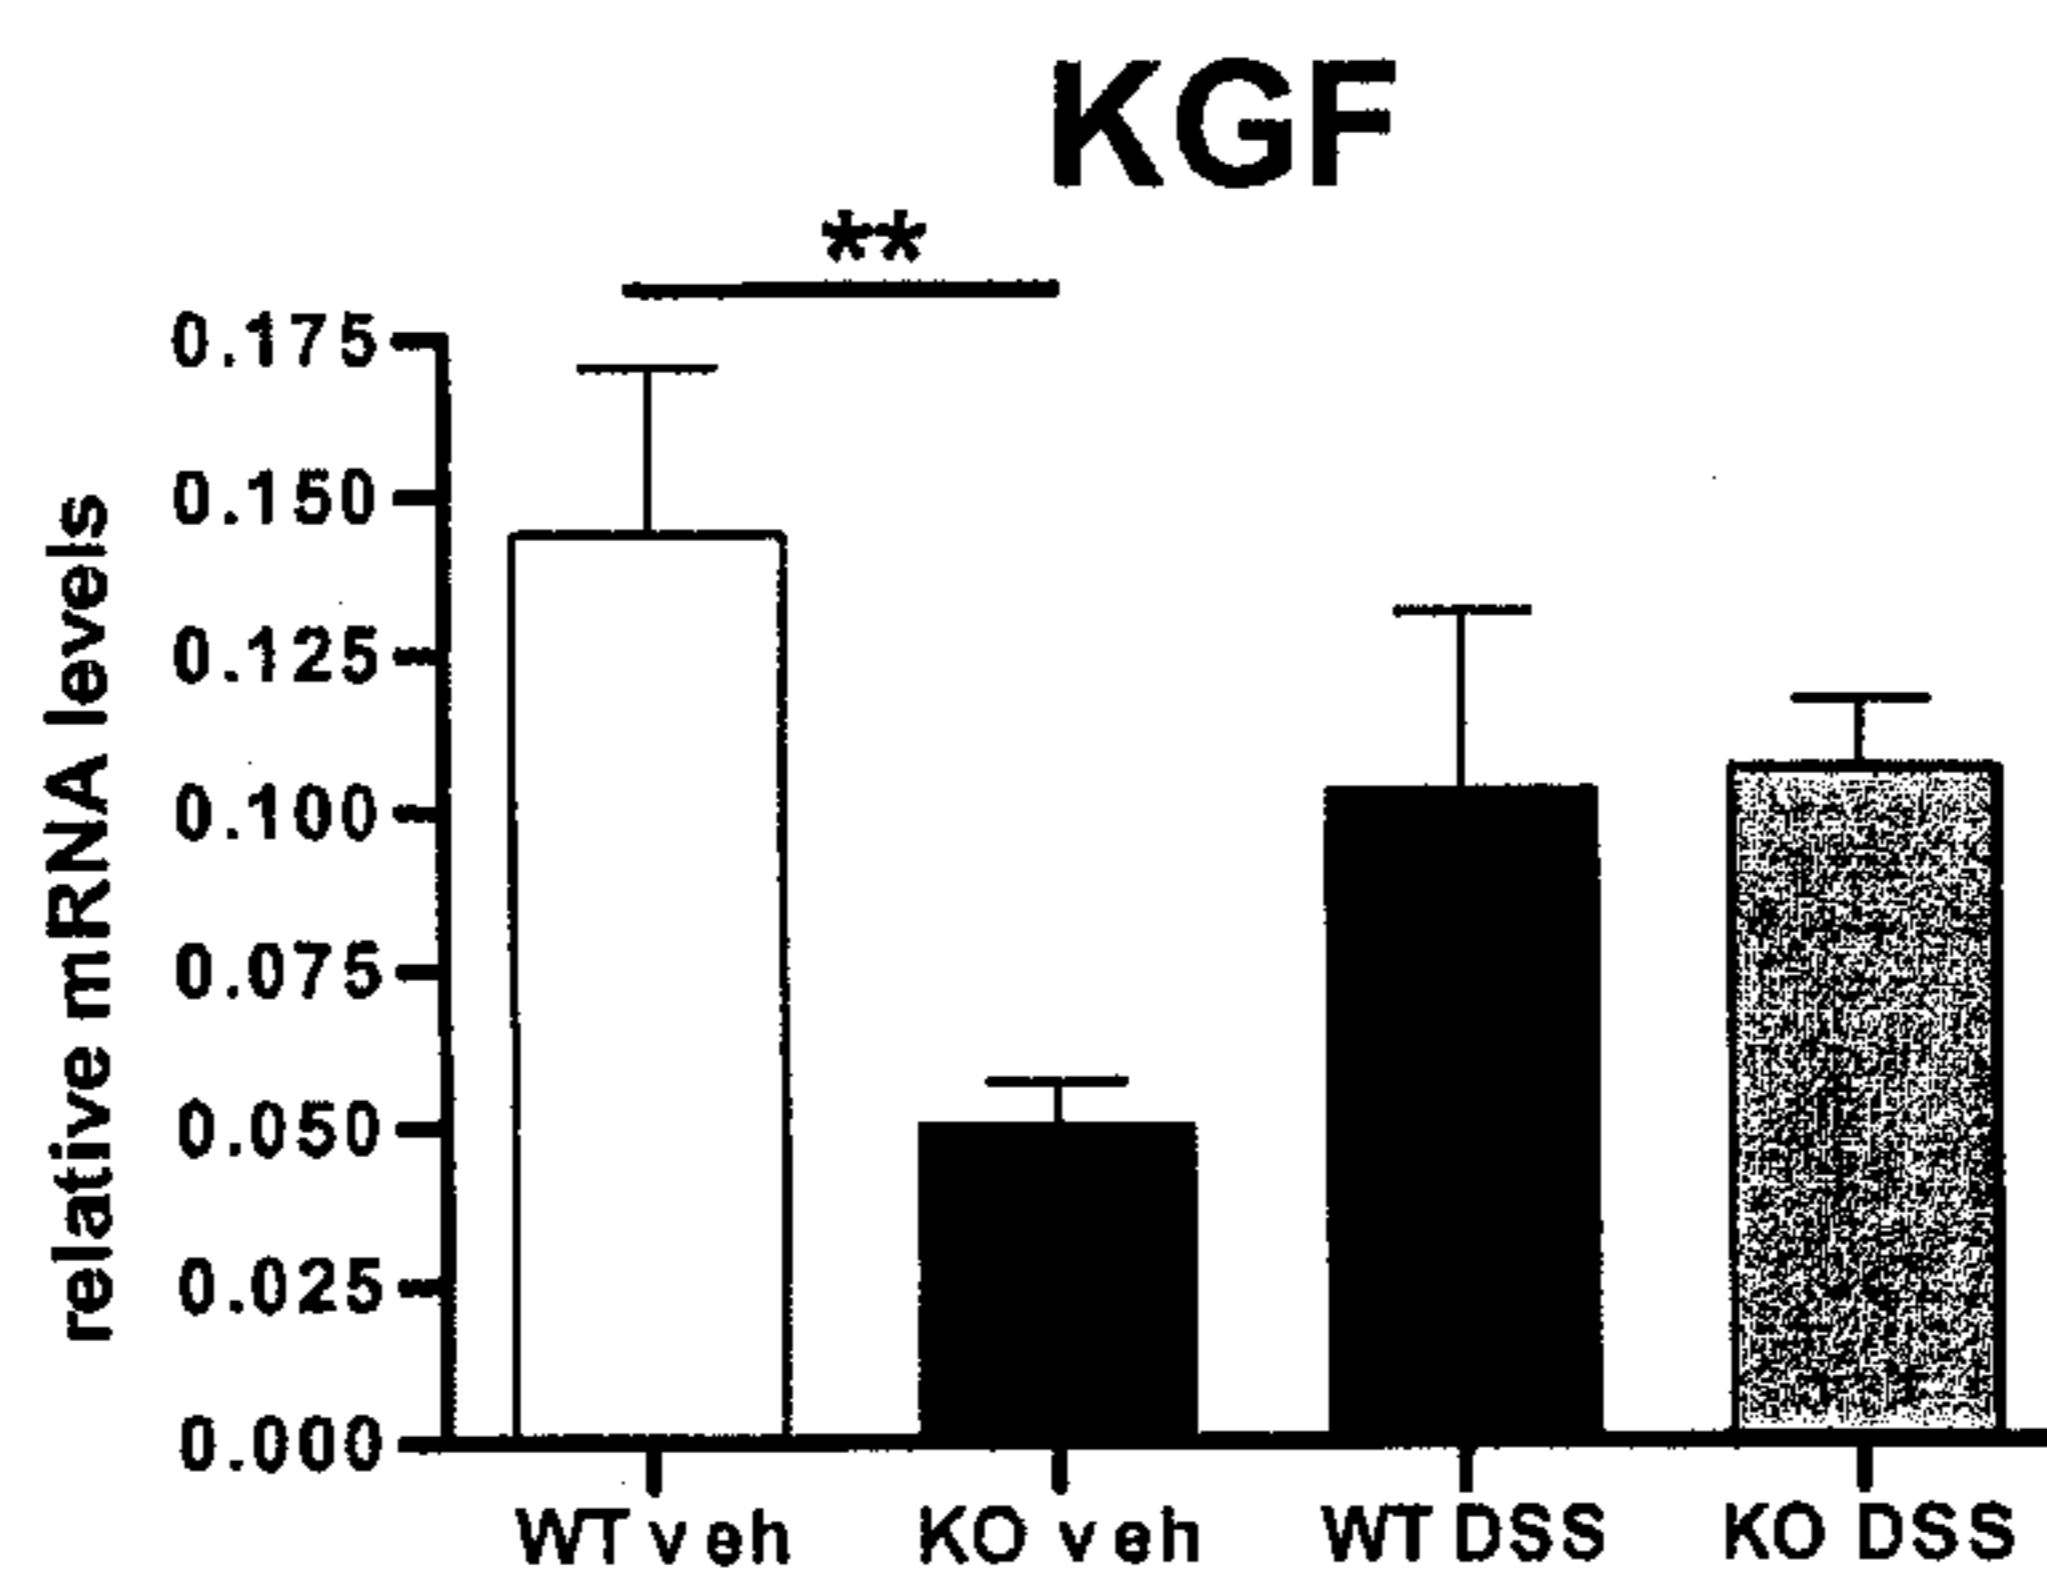 KGF
**
0.175
0.150
0.125
0.100
0.075
0.050
0.025
0.000
relative mRNA levels
WT veh
KO veh
WT DSS
KO DSS